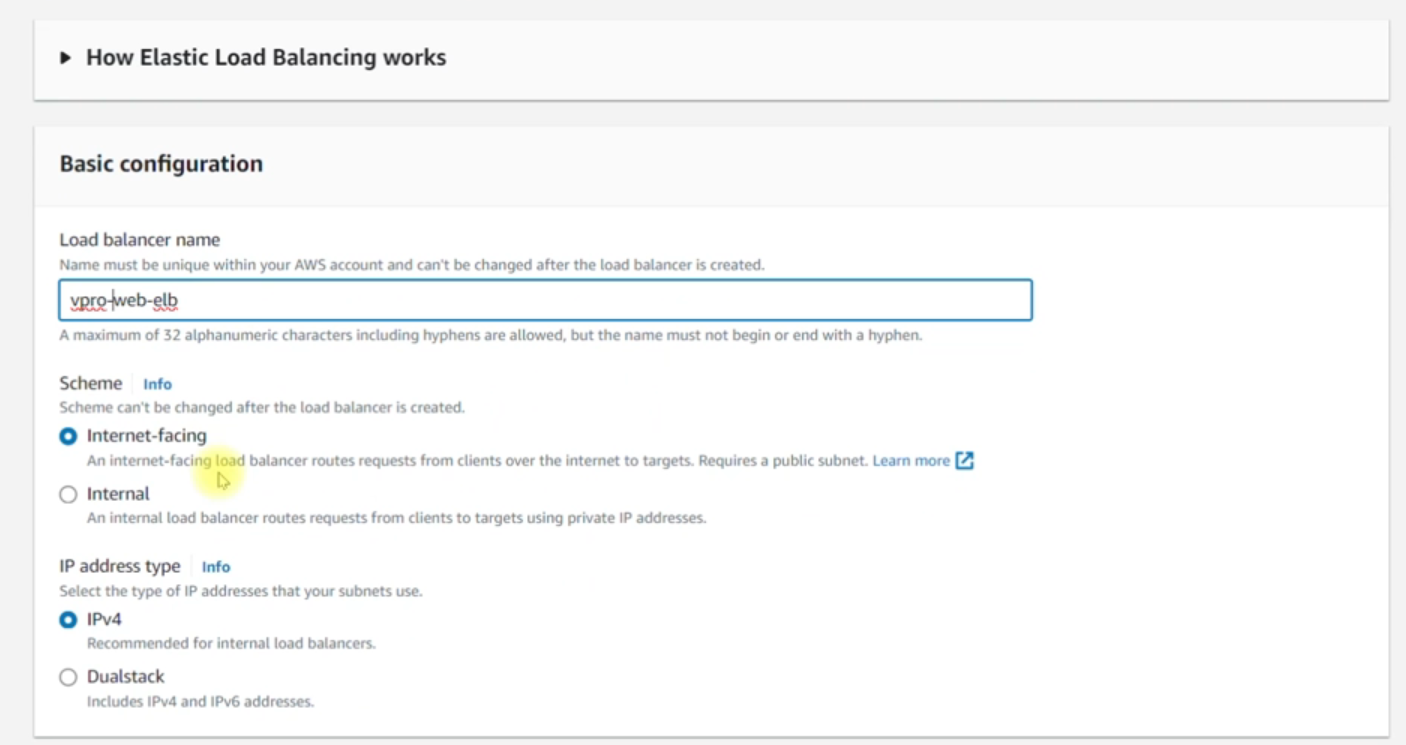 How Elastic Load Balancing works
Basic configuration
Load balancer name
Name must be unique within your AWS account and can't be changed after the load balancer is created.
vpro-web-elb
A maximum of 32 alphanumeric characters including hyphens are allowed, but the name must not begin or end with a hyphen.
Scheme Info
Scheme can't be changed after the load balancer is created.
Internet-facing
An internet-facing load balancer routes requests from clients over the internet to targets. Requires a public subnet. Learn more
Internal
An internal load balancer routes requests from clients to targets using private IP addresses.
IP address type Info
Select the type of IP addresses that your subnets use.
IPv4
Recommended for internal load balancers.
Dualstack
Includes IPv4 and IPv6 addresses.